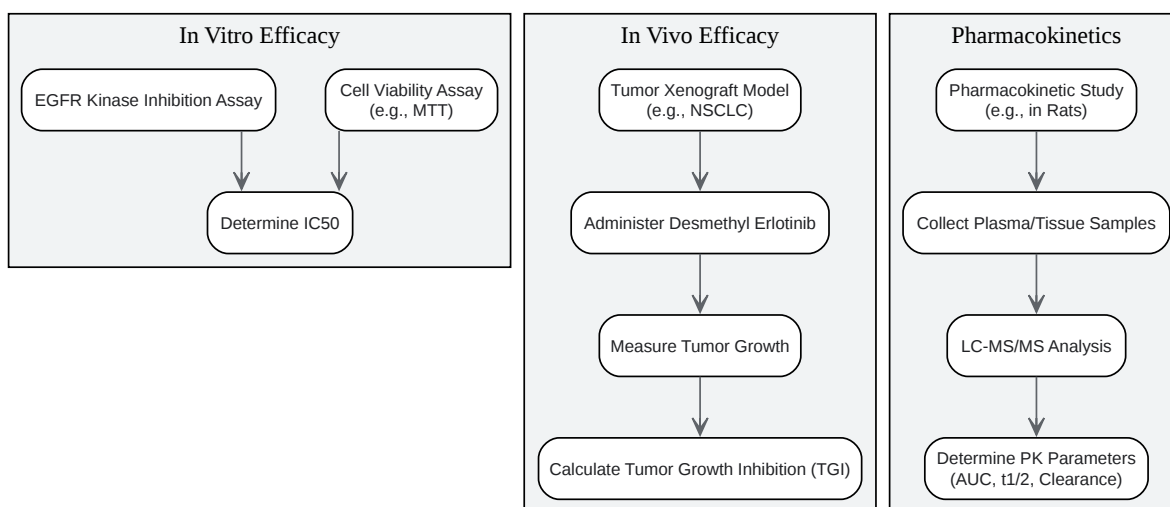 In Vitro Efficacy
EGFR Kinase Inhibition Assay
Cell Viability Assay
(e.g., MTT)
Determine IC50
In Vivo Efficacy
Tumor Xenograft Model
(e.g., NSCLC)
Administer Desmethyl Erlotinib
Measure Tumor Growth
Calculate Tumor Growth Inhibition (TGI)
Pharmacokinetics
Pharmacokinetic Study
(e.g., in Rats)
Collect Plasma/Tissue Samples
LC-MS/MS Analysis
Determine PK Parameters
(AUC, t1/2, Clearance)